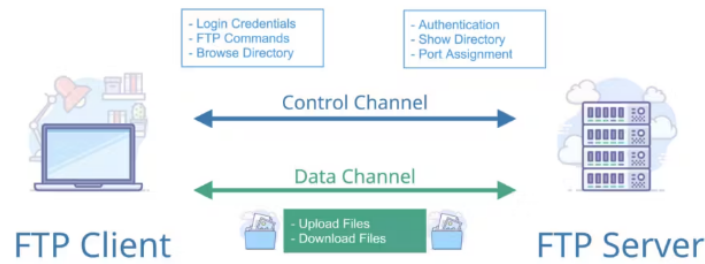 - Login Credentials
- FTP Commands
- Browse Directory
- Authentication
- Show Directory
- Port Assignment
Control Channel
Data Channel
- Upload Files
- Download Files
FTP Client
FTP Server